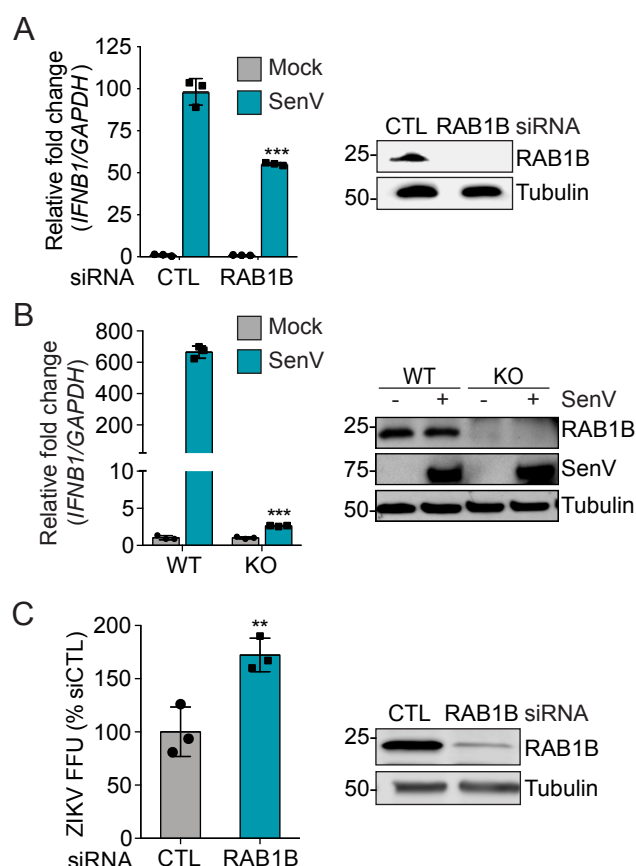 A
Relative fold change
(IFNB1/GAPDH)
125
100
75
50
25
0
Mock
SenV
***
siRNA CTL RAB1B
CTL RAB1B siRNA
25
RAB1B
50
Tubulin
B
Relative fold change
(IFNB1/GAPDH)
800
600
400
200
5
0
Mock
SenV
***
WT KO
WT KO
- + - + SenV
25
RAB1B
75
SenV
50
Tubulin
C
ZIKV FFU (% siCTL)
200
150
100
50
0
**
siRNA CTL RAB1B
CTL RAB1B siRNA
25
RAB1B
50
Tubulin